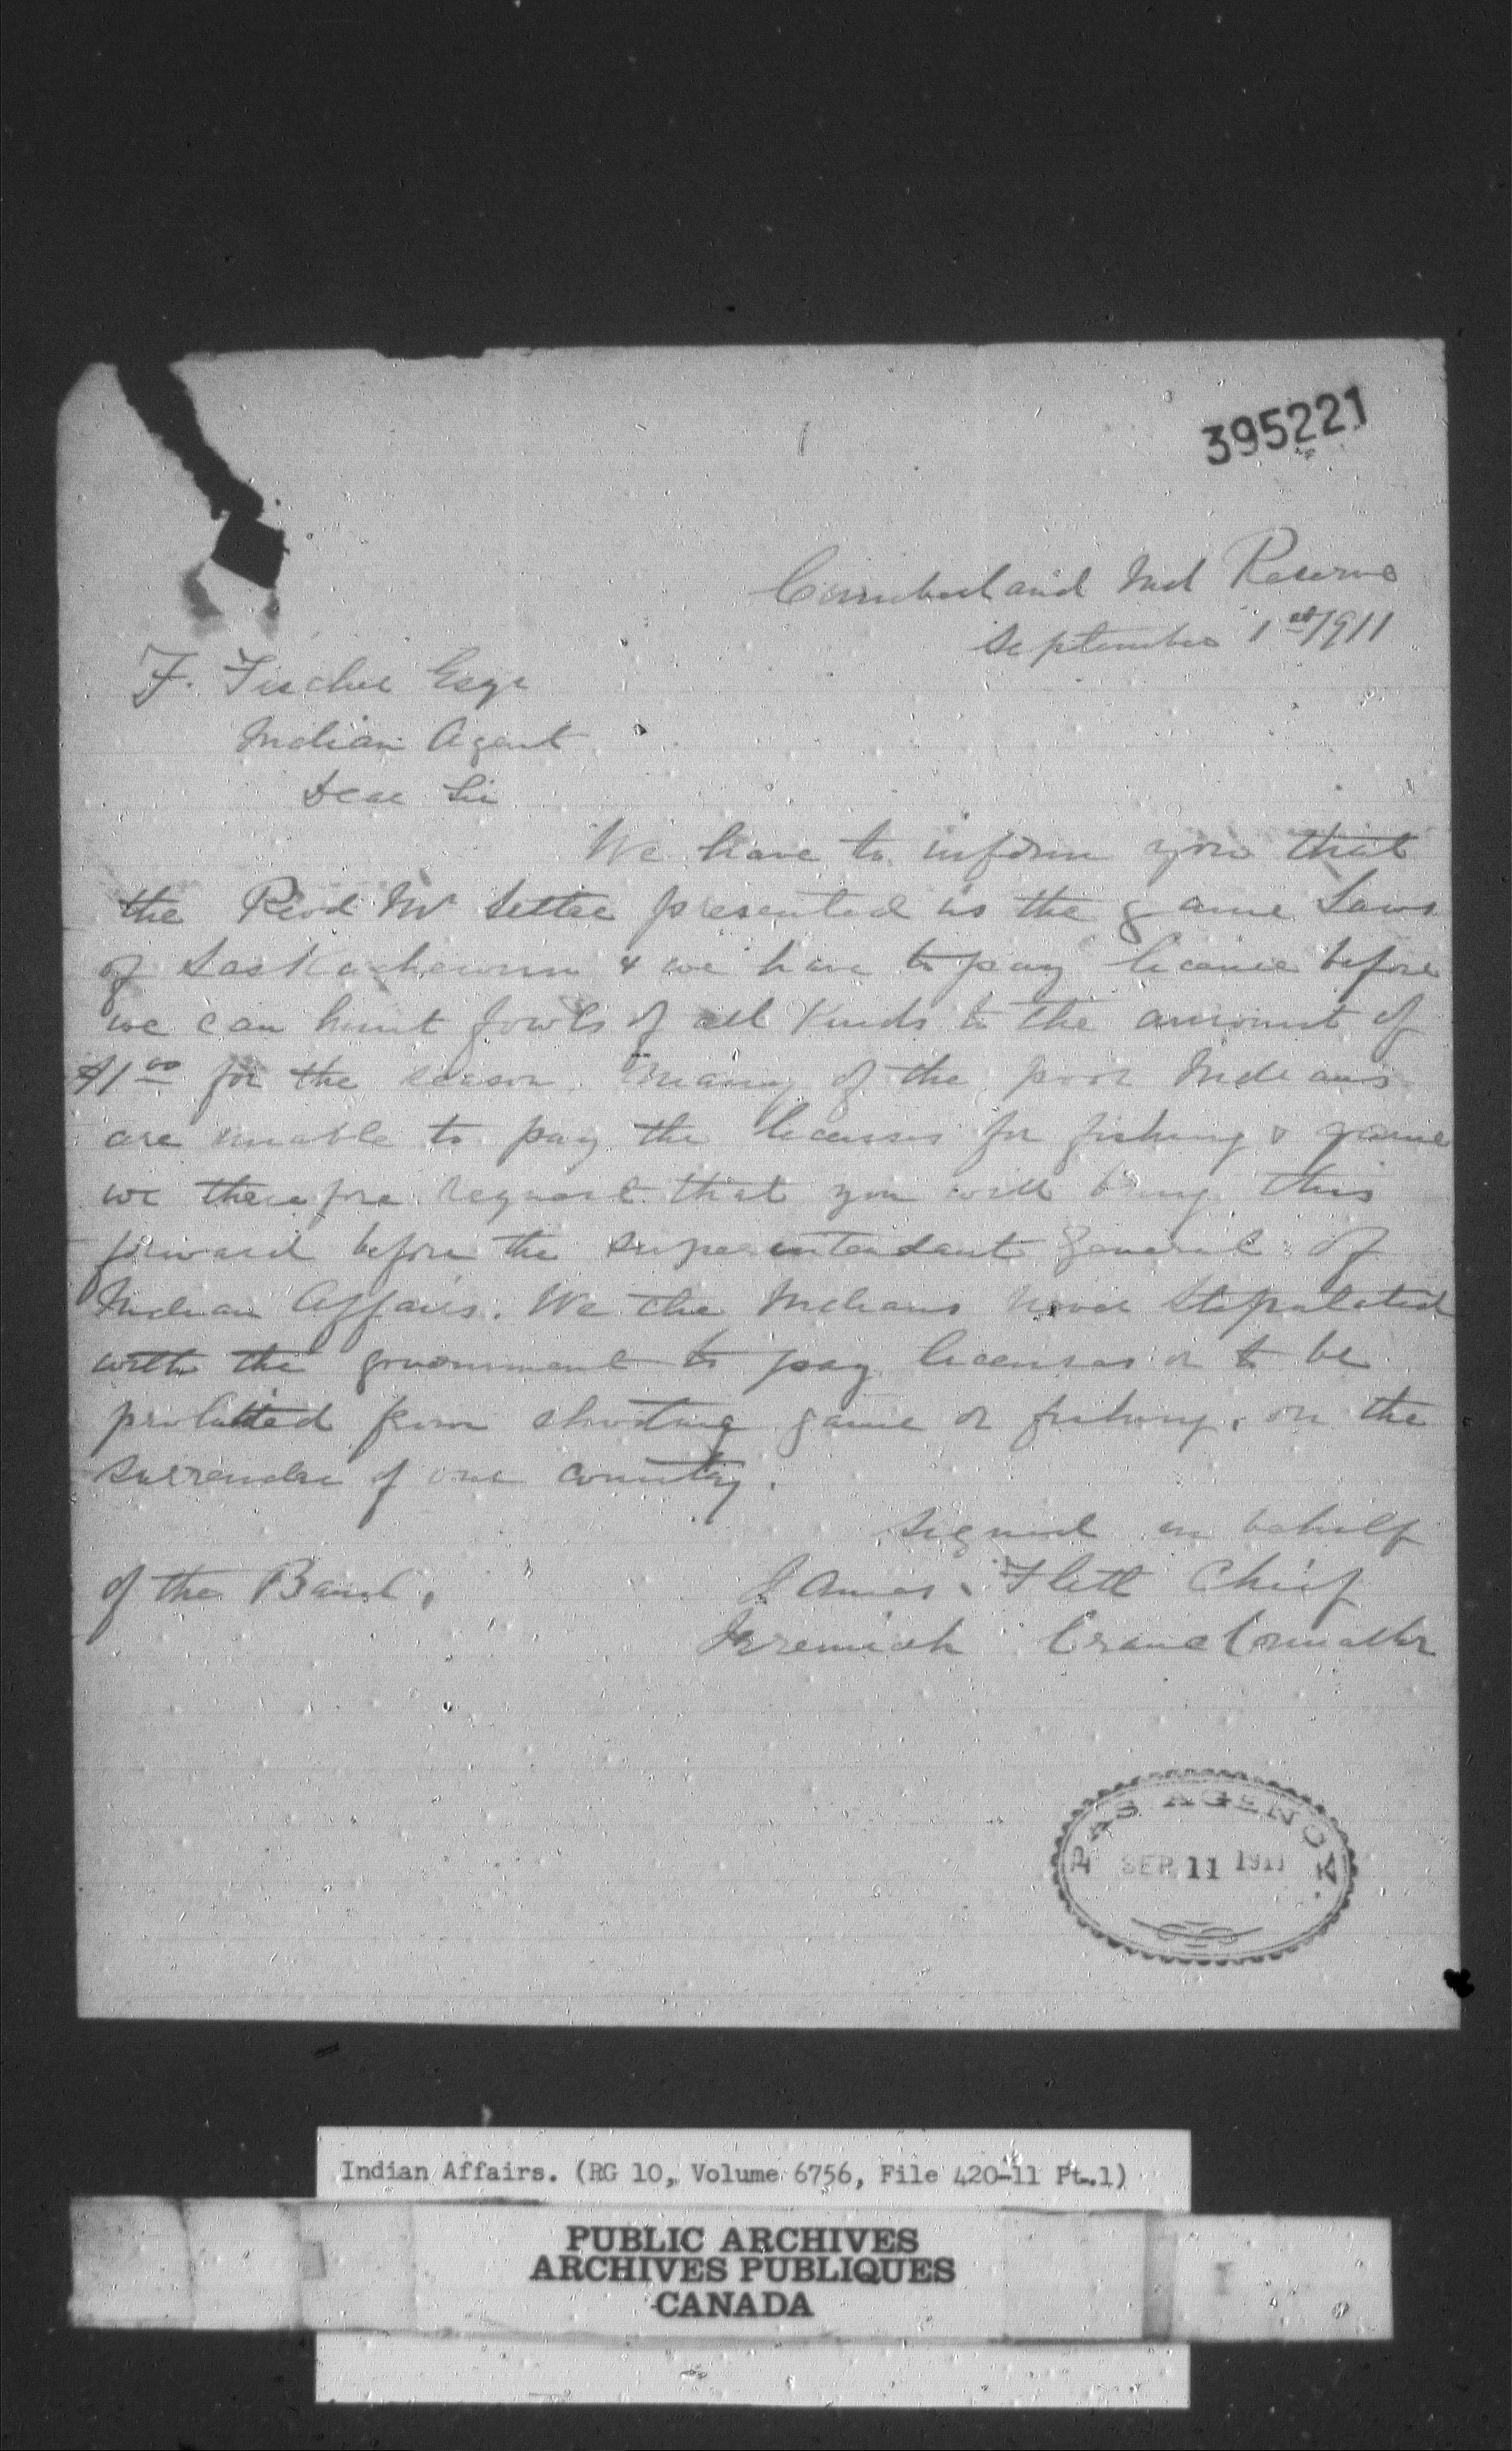 395221
Cumberland Ind Reserve
September 1st/1911
F. Fischer Esqr
Indian Agent
Dear Sir
We have to inform you that
the Revd Mr Settee presented us the game Laws
of Saskachewun & we have to pay licence before
we can hunt fowls of all Kinds to the amount of
$1.00 for the season. Many of the poor Indians
are unable to pay the licenses for fishing & game
we therefore request that you will bring this
forward before the superintendant General of
Indian Affairs. We the Indians never Stipulated
with the government to pay licenses or to be
from shooting game or fishing, on the
surrender of our country.
Signed on behalf
of the Band. James Flett Chief
Jeremiah Crane Counsellor
PAS AGENCY.
SEP 11 1911
Indian Affairs. (RG 10, Volume 6756, File 420-11 Pt.1)
PUBLIC ARCHIVES
ARCHIVES PUBLIQUES
CANADA